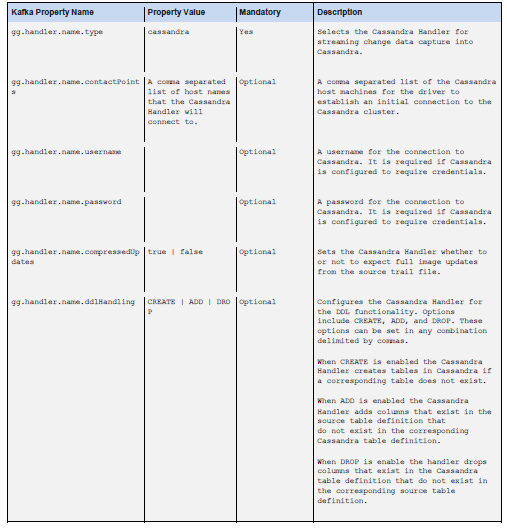 Kafka Property Name Property Value Mandatory Description
gg.handler.name.type cassandra Yes Selects the Cassandra Handler for
streaming change data capture into
Cassandra.
gg.handler.name.contactPoint A comma separated Optional A comma separated list of the Cassandra
s list of host names host machines for the driver to
that the Cassandra establish an initial connection to the
Handler will Cassandra cluster.
connect to.
gg.handler.name.username Optional A username for the connection to
Cassandra. It is required if Cassandra
is configured to require credentials.
gg.handler.name.password Optional A password for the connection to
Cassandra. It is required if Cassandra
is configured to require credentials.
gg.handler.name.compressedUp true | false Optional Sets the Cassandra Handler whether to
dates or not to expect full image updates
from the source trail file.
gg.handler.name.ddlHandling CREATE | ADD | DRO Optional Configures the Cassandra Handler for
P the DDL functionality. Options
include CREATE, ADD, and DROP. These
options can be set in any combination
delimited by commas.
When CREATE is enabled the Cassandra
Handler creates tables in Cassandra if
a corresponding table does not exist.
When ADD is enabled the Cassandra
Handler adds columns that exist in the
source table definition that
do not exist in the corresponding
Cassandra table definition.
When DROP is enable the handler drops
columns that exist in the Cassandra
table definition that do not exist in
the corresponding source table
definition.